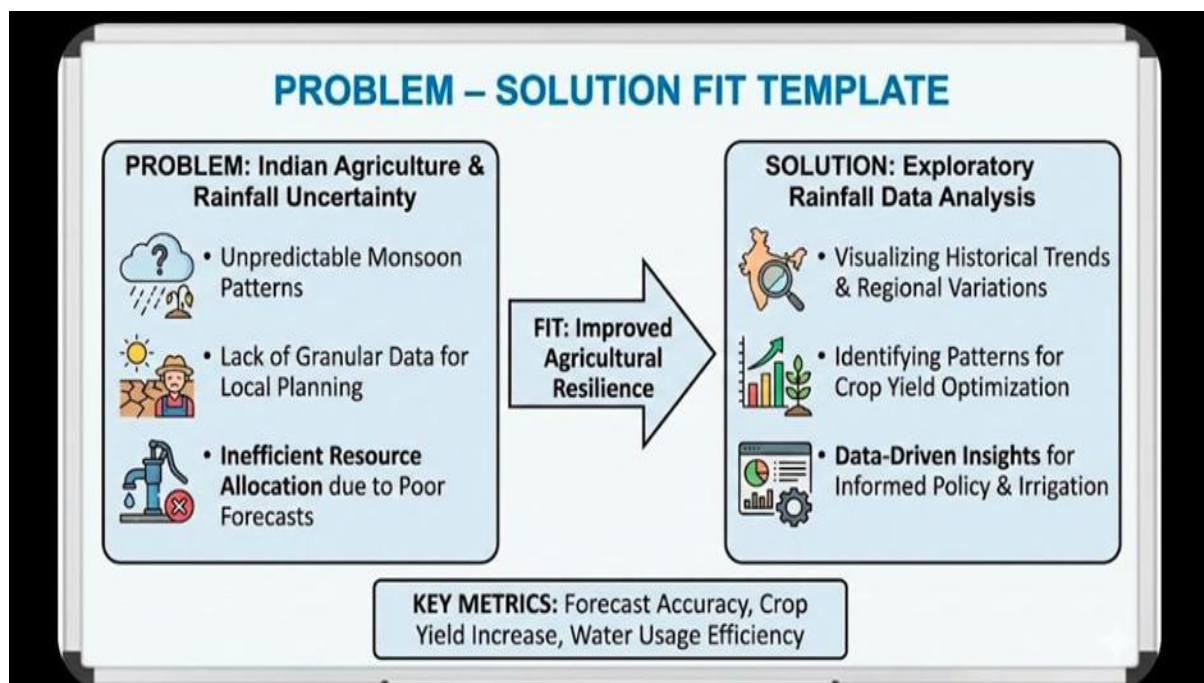 PROBLEM – SOLUTION FIT TEMPLATE
PROBLEM: Indian Agriculture &
Rainfall Uncertainty
?
• Unpredictable Monsoon
Patterns
• Lack of Granular Data for
Local Planning
• Inefficient Resource
Allocation due to Poor
Forecasts
FIT: Improved
Agricultural
Resilience
SOLUTION: Exploratory
Rainfall Data Analysis
• Visualizing Historical Trends
& Regional Variations
• Identifying Patterns for
Crop Yield Optimization
• Data-Driven Insights for
Informed Policy & Irrigation
KEY METRICS: Forecast Accuracy, Crop
Yield Increase, Water Usage Efficiency